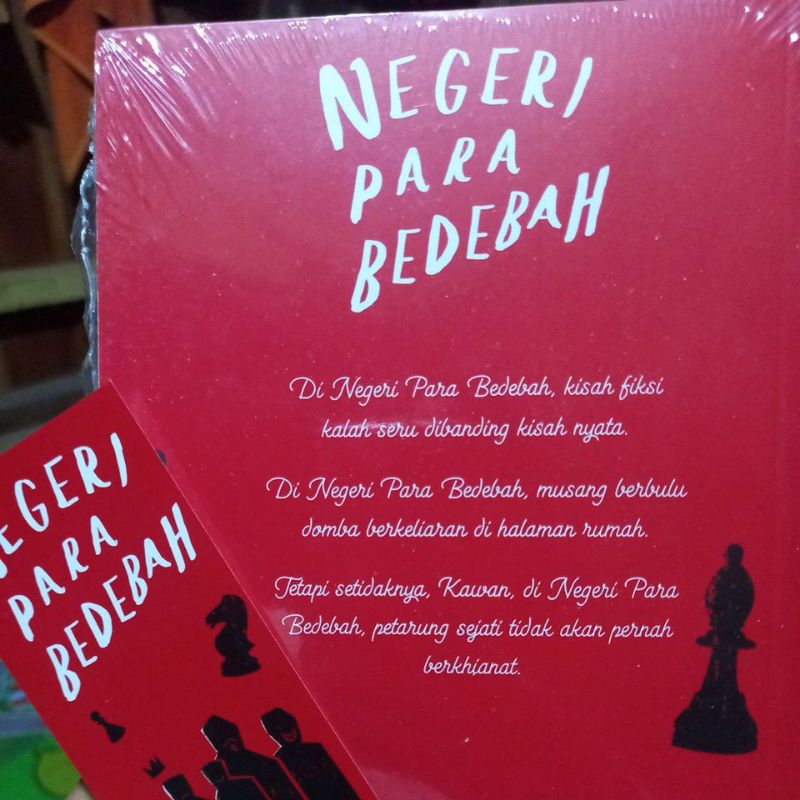 NEGERI
PARA
BEDEBAH
Di Negeri Para Bedebah, kisah fiksi
kalah seru dibanding kisah nyata.
Di Negeri Para Bedebah, musang berbulu
domba berkeliaran di halaman rumah.
Tetapi setidaknya, Kawan, di Negeri Para
Bedebah, petarung sejati tidak akan pernah
berkhianat.
NEGERI
PARA
BEDEBAH